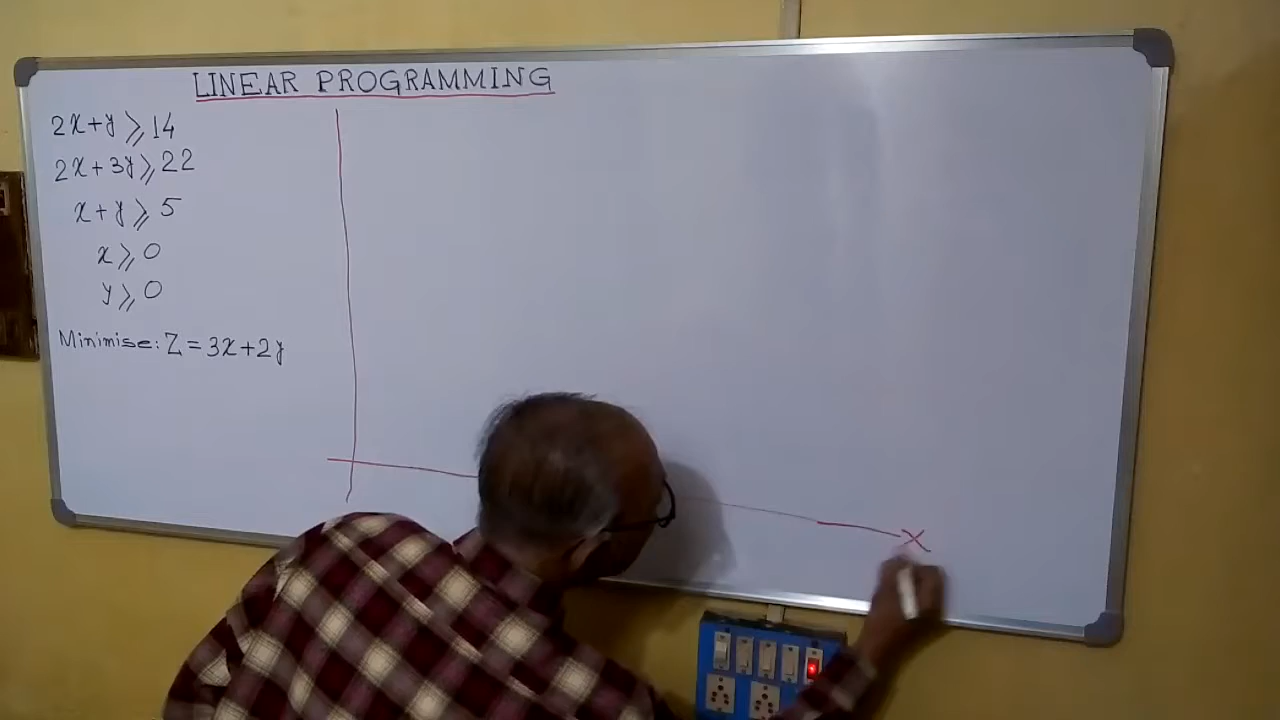 LINEAR PROGRAMMING
2x+y ⩾ 14
2x+3y ⩾ 22
x+y ⩾ 5
x ⩾ 0
y ⩾ 0
Minimise: Z = 3x+2y
X